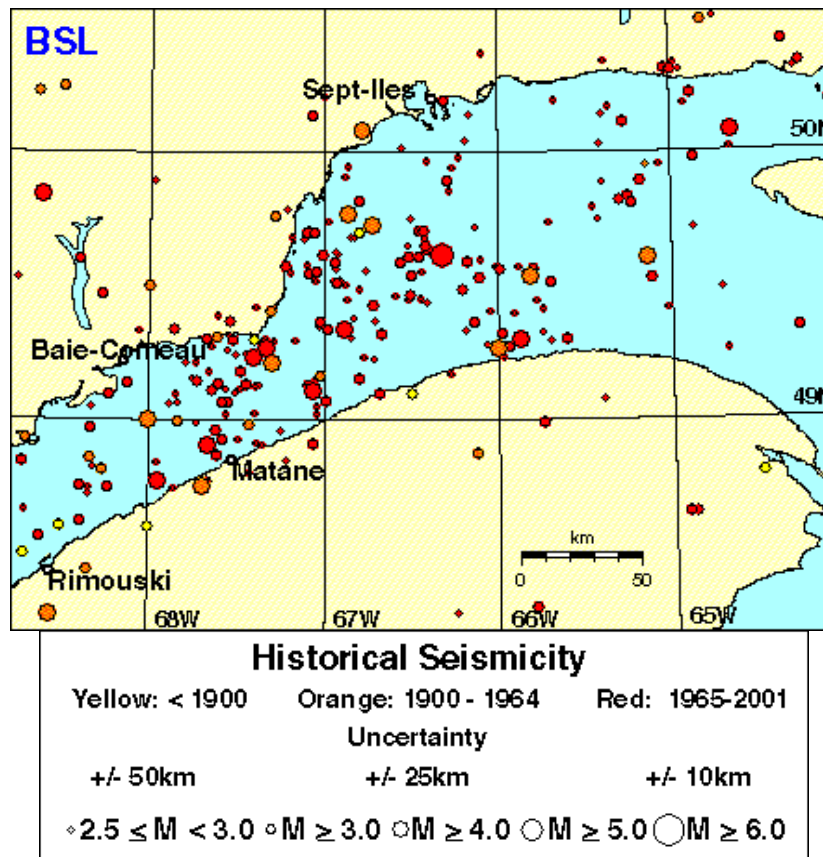 BSL
Sept-Iles
50N
Baie-Comeau
49N
Matane
km
0 50
Rimouski
68W 67W 66W 65W
Historical Seismicity
Yellow: < 1900 Orange: 1900 - 1964 Red: 1965-2001
Uncertainty
+/- 50km +/- 25km +/- 10km
2.5 ≤ M < 3.0 M ≥ 3.0 M ≥ 4.0 M ≥ 5.0 M ≥ 6.0